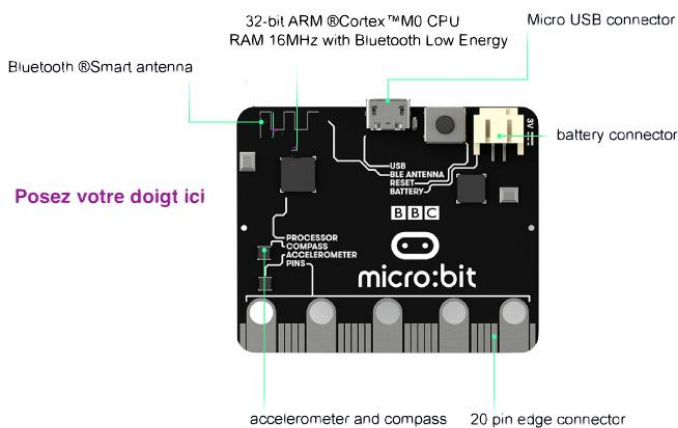 32-bit ARM ®Cortex™M0 CPU
RAM 16MHz with Bluetooth Low Energy
Micro USB connector
Bluetooth ®Smart antenna
battery connector
3V
USB
BLE ANTENNA
RESET
BATTERY
Posez votre doigt ici
BBC
PROCESSOR
COMPASS
ACCELEROMETER
PINS
micro:bit
accelerometer and compass
20 pin edge connector